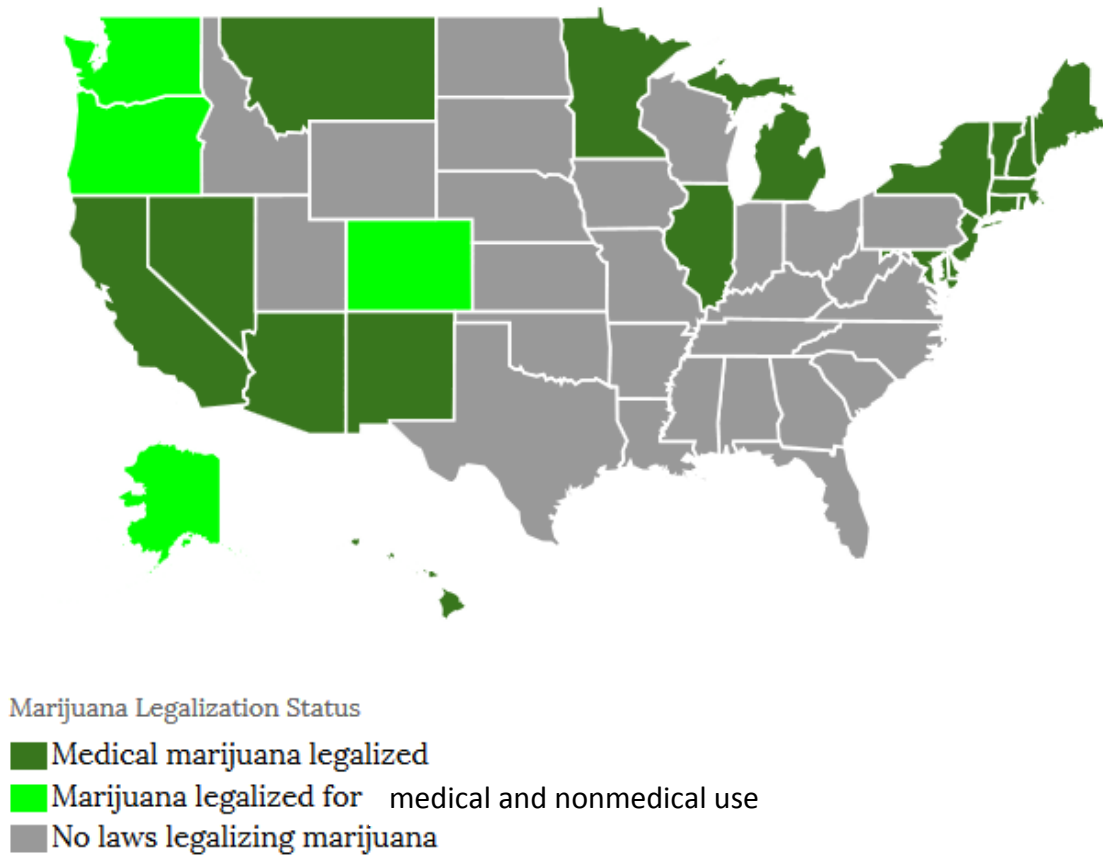 Marijuana Legalization Status
Medical marijuana legalized
Marijuana legalized for medical and nonmedical use
No laws legalizing marijuana